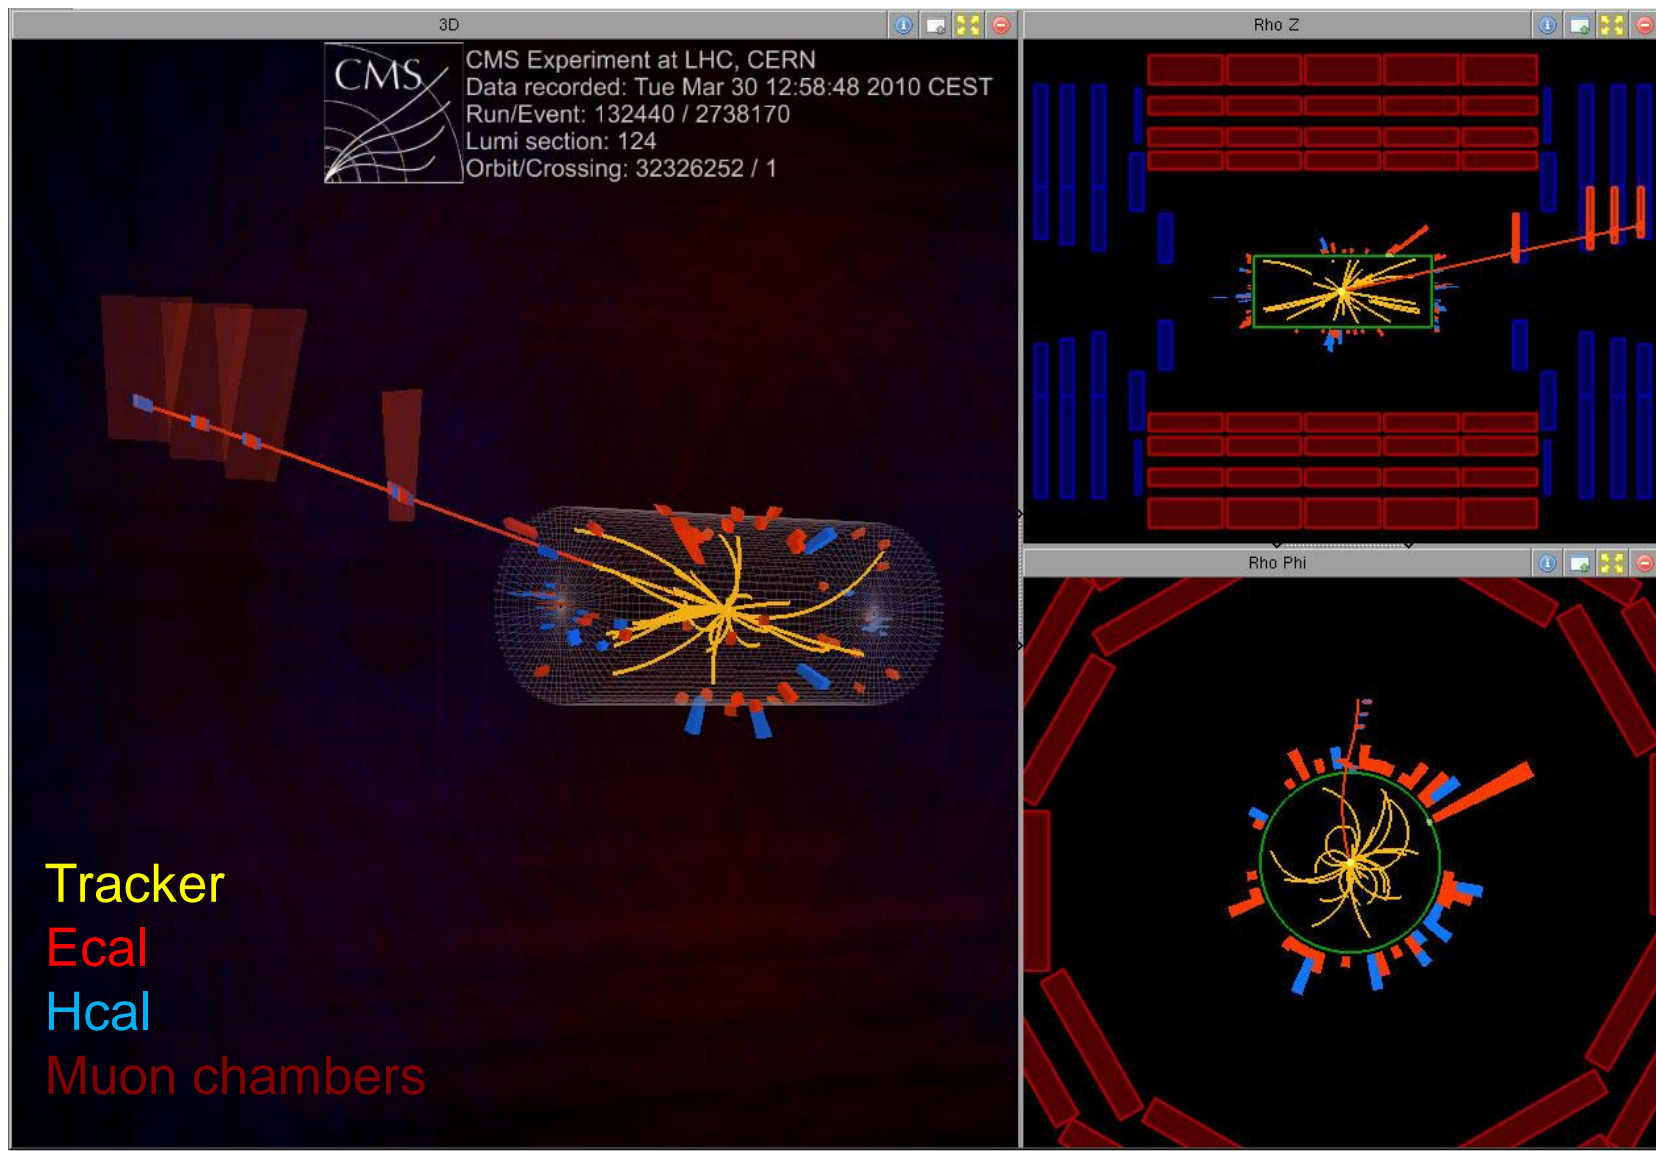 3D
CMS
CMS Experiment at LHC, CERN
Data recorded: Tue Mar 30 12:58:48 2010 CEST
Run/Event: 132440 / 2738170
Lumi section: 124
Orbit/Crossing: 32326252 / 1
Tracker
Ecal
Hcal
Muon chambers
Rho Z
Rho Phi